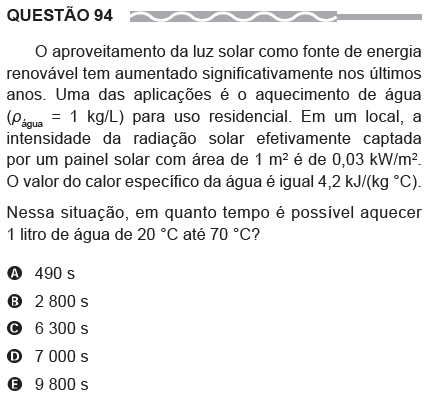 QUESTÃO 94
O aproveitamento da luz solar como fonte de energia
renovável tem aumentado significativamente nos últimos
anos. Uma das aplicações é o aquecimento de água
(ρágua = 1 kg/L) para uso residencial. Em um local, a
intensidade da radiação solar efetivamente captada
por um painel solar com área de 1 m² é de 0,03 kW/m².
O valor do calor específico da água é igual 4,2 kJ/(kg °C).
Nessa situação, em quanto tempo é possível aquecer
1 litro de água de 20 °C até 70 °C?
A 490 s
B 2 800 s
C 6 300 s
D 7 000 s
E 9 800 s